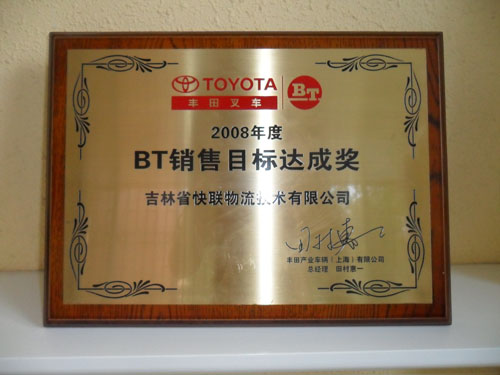 TOYOTA
BT
丰田叉车
2008年度
BT销售目标达成奖
吉林省快联物流技术有限公司
丰田产业车辆（上海）有限公司
总经理 田村惠一